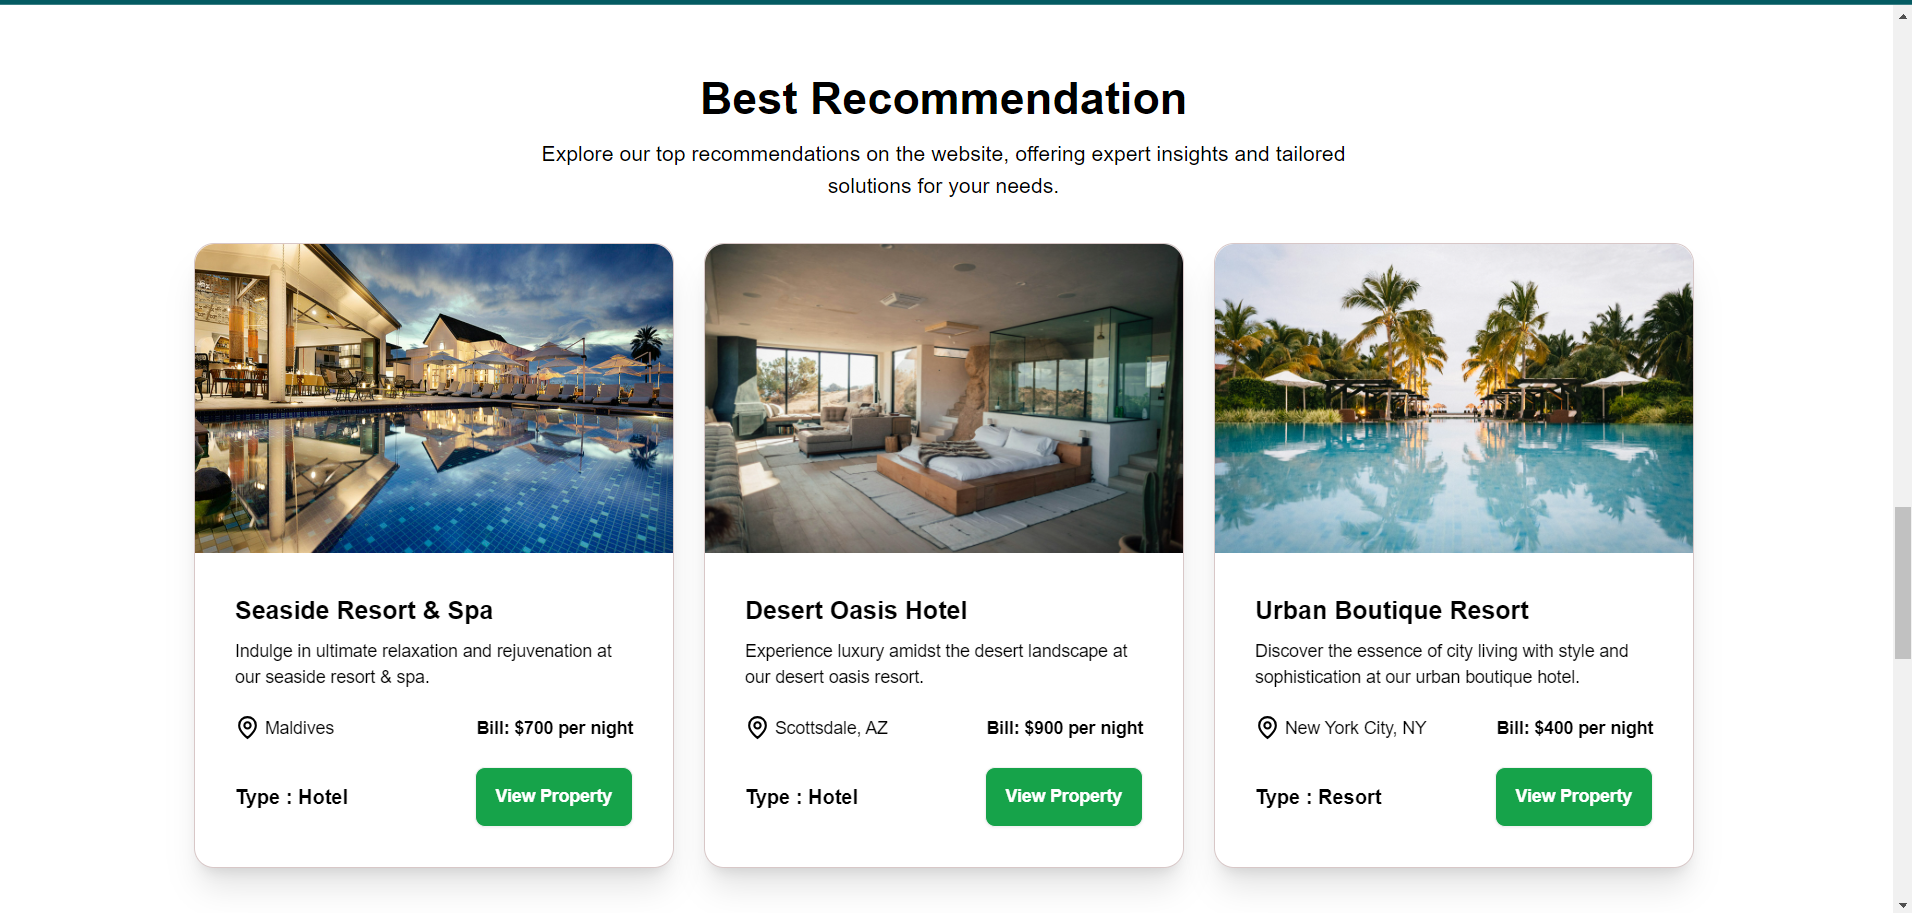 Best Recommendation
Explore our top recommendations on the website, offering expert insights and tailored
solutions for your needs.
Seaside Resort & Spa
Indulge in ultimate relaxation and rejuvenation at
our seaside resort & spa.
Maldives
Bill: $700 per night
Type : Hotel
View Property
Desert Oasis Hotel
Experience luxury amidst the desert landscape at
our desert oasis resort.
Scottsdale, AZ
Bill: $900 per night
Type : Hotel
View Property
Urban Boutique Resort
Discover the essence of city living with style and
sophistication at our urban boutique hotel.
New York City, NY
Bill: $400 per night
Type : Resort
View Property